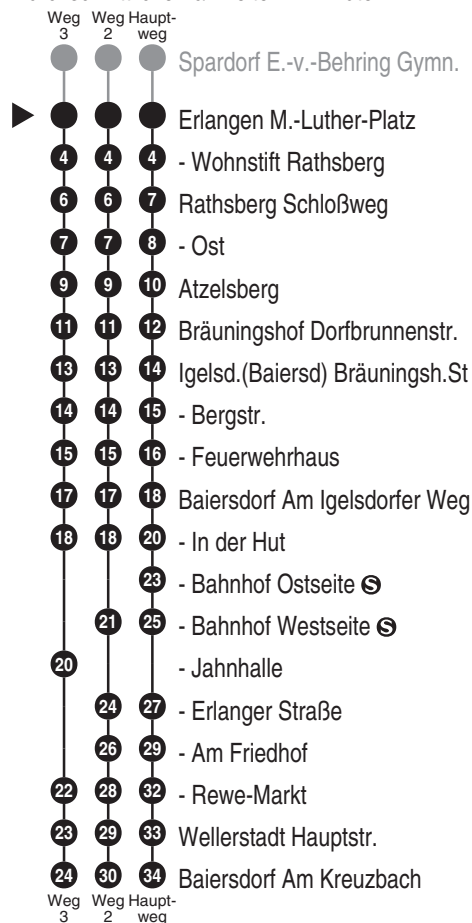 Weg 3 Weg 2 Haupt-weg
Spardorf E.-v.-Behring Gymn.
Erlangen M.-Luther-Platz
4 4 4 - Wohnstift Rathsberg
6 6 7 Rathsberg Schloßweg
7 7 8 - Ost
9 9 10 Atzelsberg
11 11 12 Bräuningshof Dorfbrunnenstr.
13 13 14 Igelsd.(Baiersd) Bräuningsh.St
14 14 15 - Bergstr.
15 15 16 - Feuerwehrhaus
17 17 18 Baiersdorf Am Igelsdorfer Weg
18 18 20 - In der Hut
23 - Bahnhof Ostseite S
21 25 - Bahnhof Westseite S
20 - Jahnhalle
24 27 - Erlanger Straße
26 29 - Am Friedhof
22 28 32 - Rewe-Markt
23 29 33 Wellerstadt Hauptstr.
24 30 34 Baiersdorf Am Kreuzbach
Weg 3 Weg 2 Haupt-weg